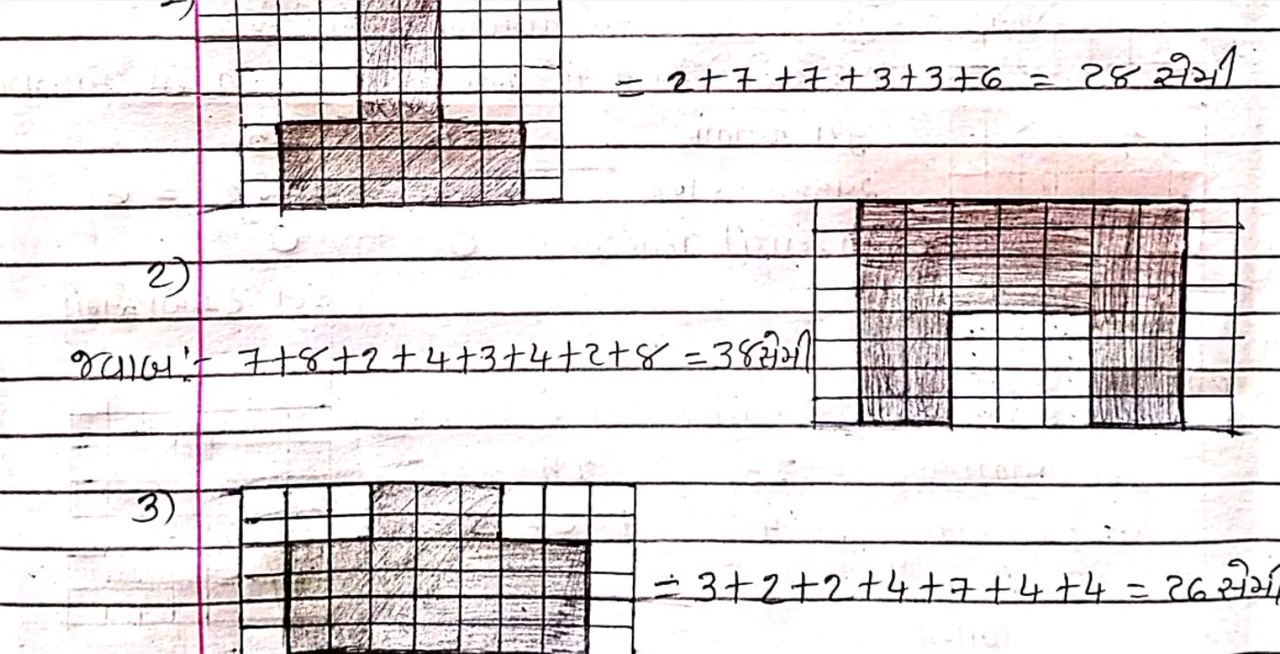 = 2+7+7+3+3+6 = 28 સેમી
2)
જવાબ:- 7+8+2+4+3+4+2+8 = 38સેમી
3)
= 3+2+2+4+7+4+4 = 26 સેમી